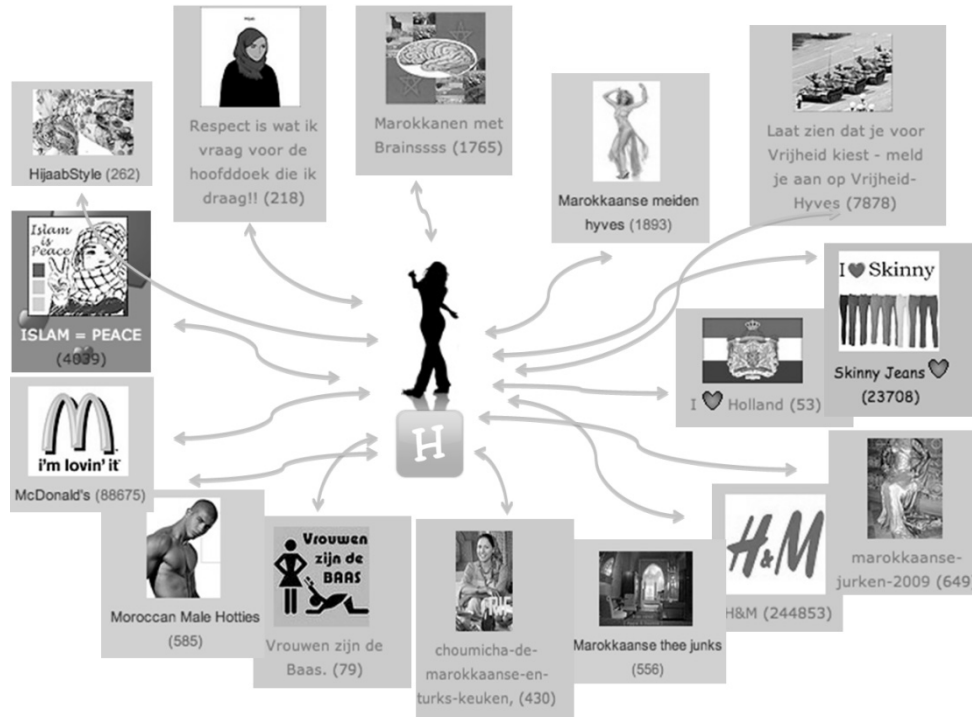 Hijaab
Respect is wat ik
vraag voor de
hoofddoek die ik
draag!! (218)
Marokkanen met
Brainssss (1765)
Marokkaanse meiden
hyves (1893)
Laat zien dat je voor
Vrijheid kiest - meld
je aan op Vrijheid-
Hyves (7878)
HijaabStyle (262)
Islam
is
Peace
ISLAM = PEACE
(4039)
I Skinny
Skinny Jeans
(23708)
I Holland (53)
i'm lovin' it
McDonald's (88675)
H
Moroccan Male Hotties
(585)
Vrouwen
zijn de
BAAS
Vrouwen zijn de
Baas. (79)
choumicha-de-
marokkaanse-en-
turks-keuken, (430)
Marokkaanse thee junks
(556)
H&M
H&M (244853)
marokkaanse-
jurken-2009 (649)